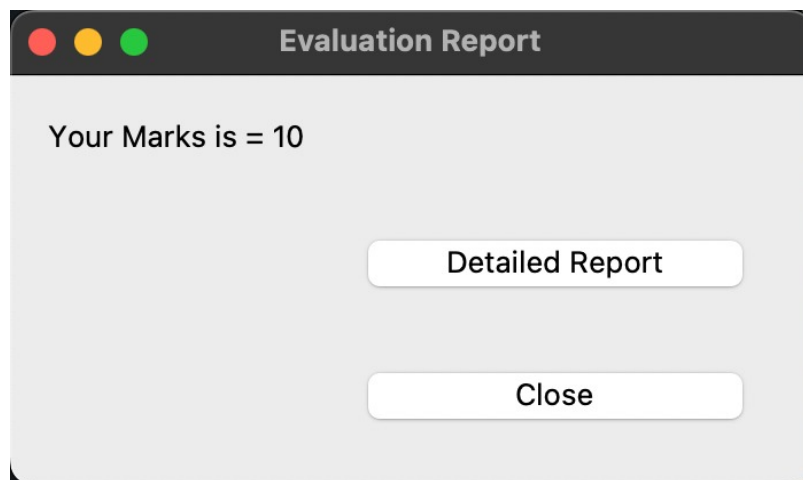 Evaluation Report
Your Marks is = 10
Detailed Report
Close